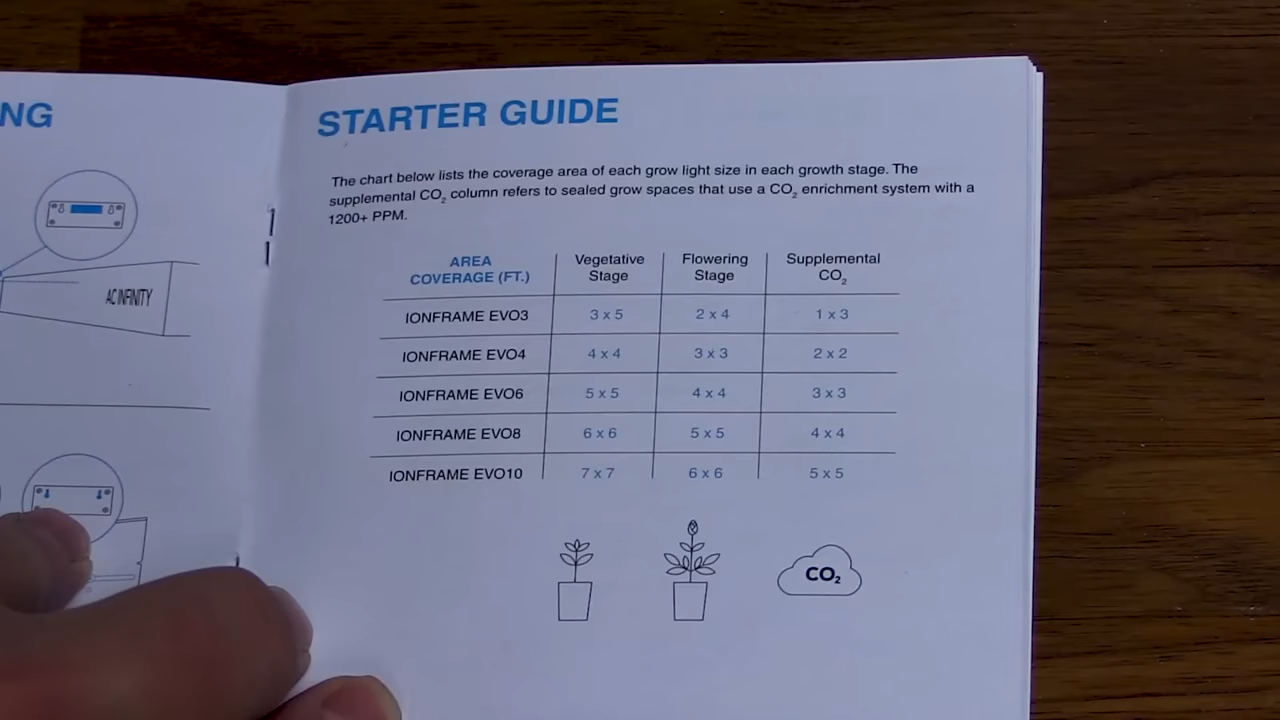 NG
AC INFINITY
STARTER GUIDE
The chart below lists the coverage area of each grow light size in each growth stage. The
supplemental CO₂ column refers to sealed grow spaces that use a CO₂ enrichment system with a
1200+ PPM.
AREA COVERAGE (FT.) Vegetative Stage Flowering Stage Supplemental CO₂
IONFRAME EVO3 3 x 5 2 x 4 1 x 3
IONFRAME EVO4 4 x 4 3 x 3 2 x 2
IONFRAME EVO6 5 x 5 4 x 4 3 x 3
IONFRAME EVO8 6 x 6 5 x 5 4 x 4
IONFRAME EVO10 7 x 7 6 x 6 5 x 5
CO₂